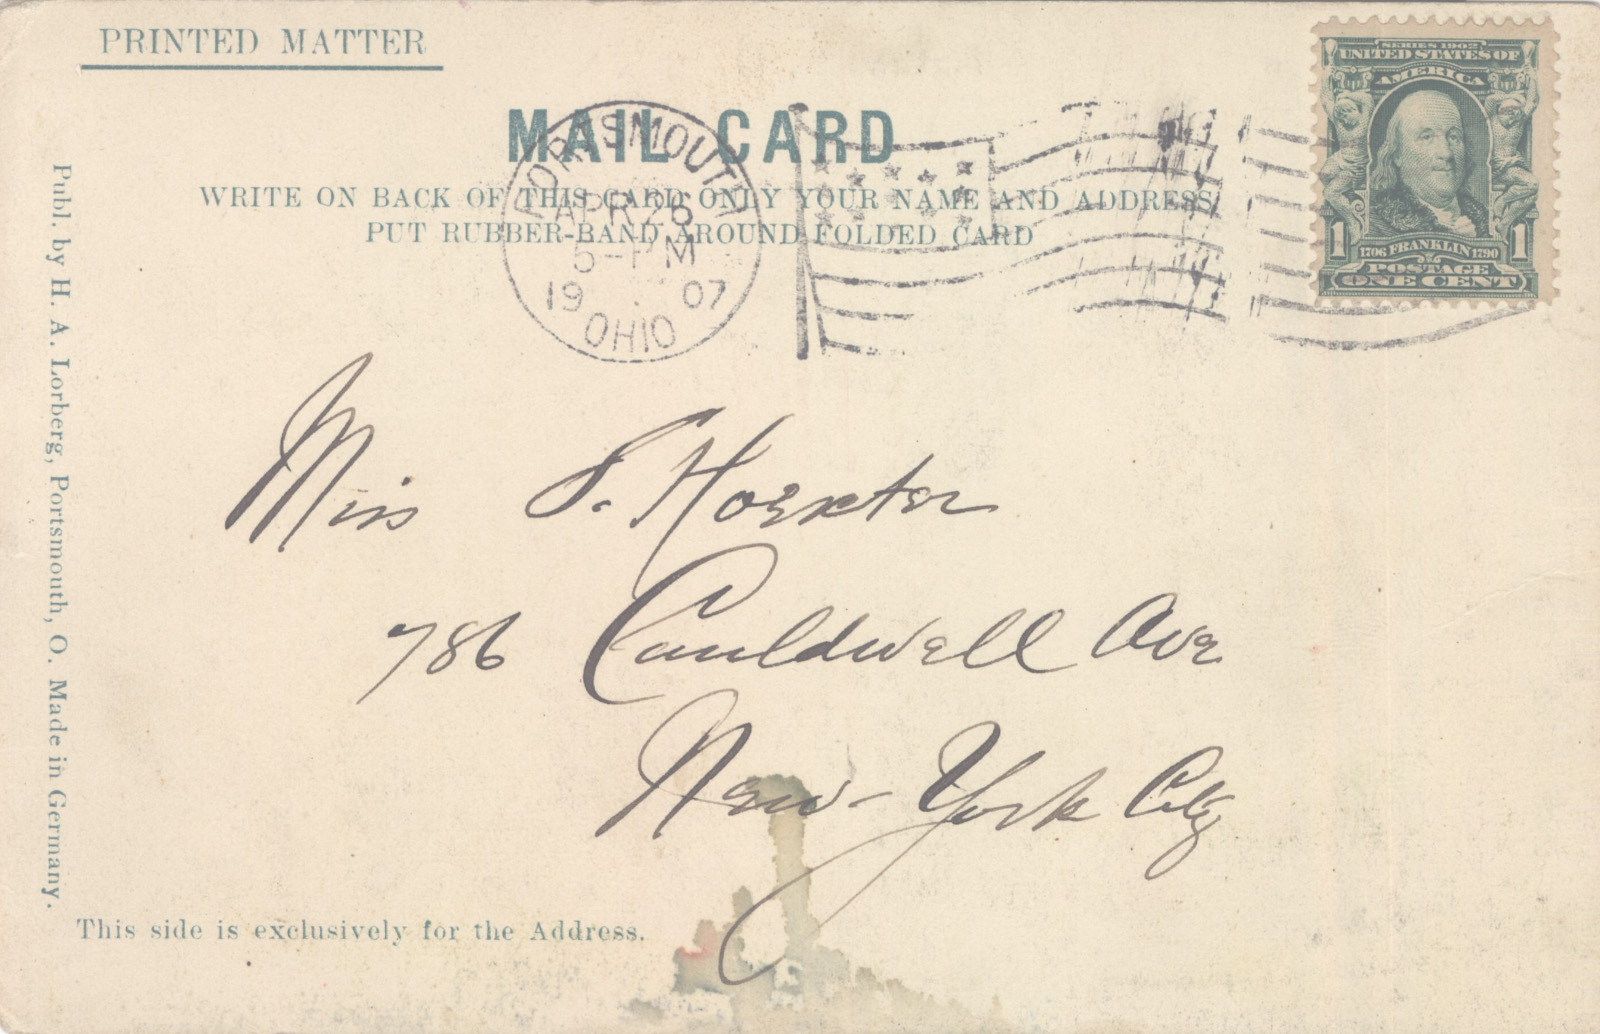 PRINTED MATTER
SERIES 1902
UNITED STATES OF
AMERICA
MAIL CARD
PORTSMOUTH
WRITE ON BACK OF THIS CARD ONLY YOUR NAME AND ADDRESS
APR 26
PUT RUBBER-BAND AROUND FOLDED CARD
5-PM
1907
OHIO
1 1706 FRANKLIN 1790 1
POSTAGE
ONE CENT
Publ. by H. A. Lorberg, Portsmouth, O. Made in Germany.
Miss S. Hoexter
786 Cauldwell Ave
New-York City
This side is exclusively for the Address.